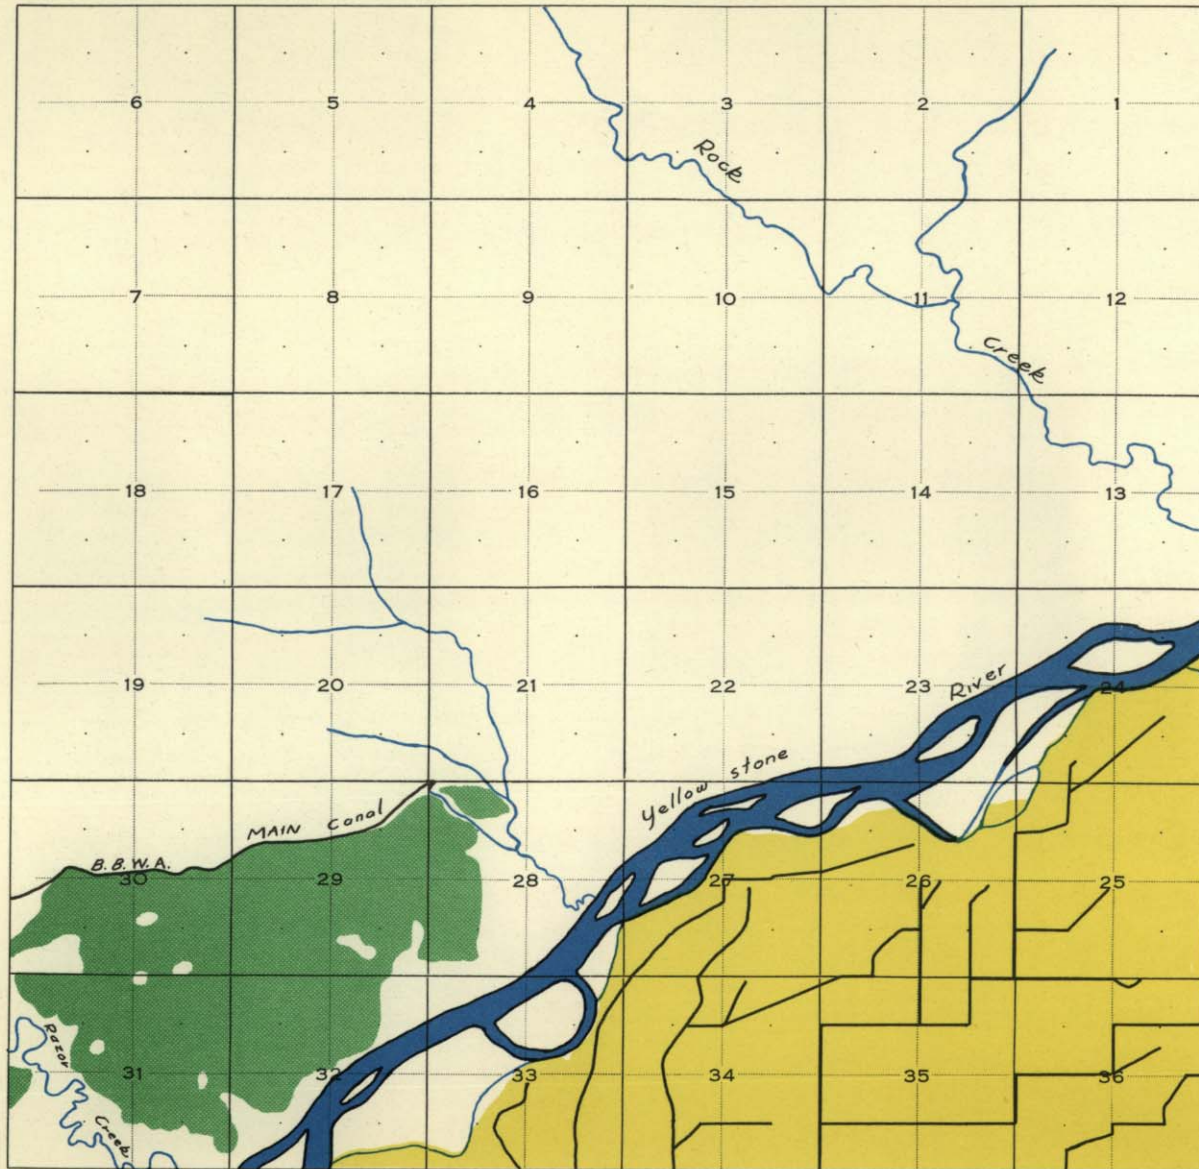 6 5 4 3 2 1
Rock
7 8 9 10 11 12
Creek
18 17 16 15 14 13
19 20 21 22 23 24
River
Yellow stone
MAIN Canal
B.B.W.A.
30 29 28 27 26 25
Razor
31 32 33 34 35 36
Creek